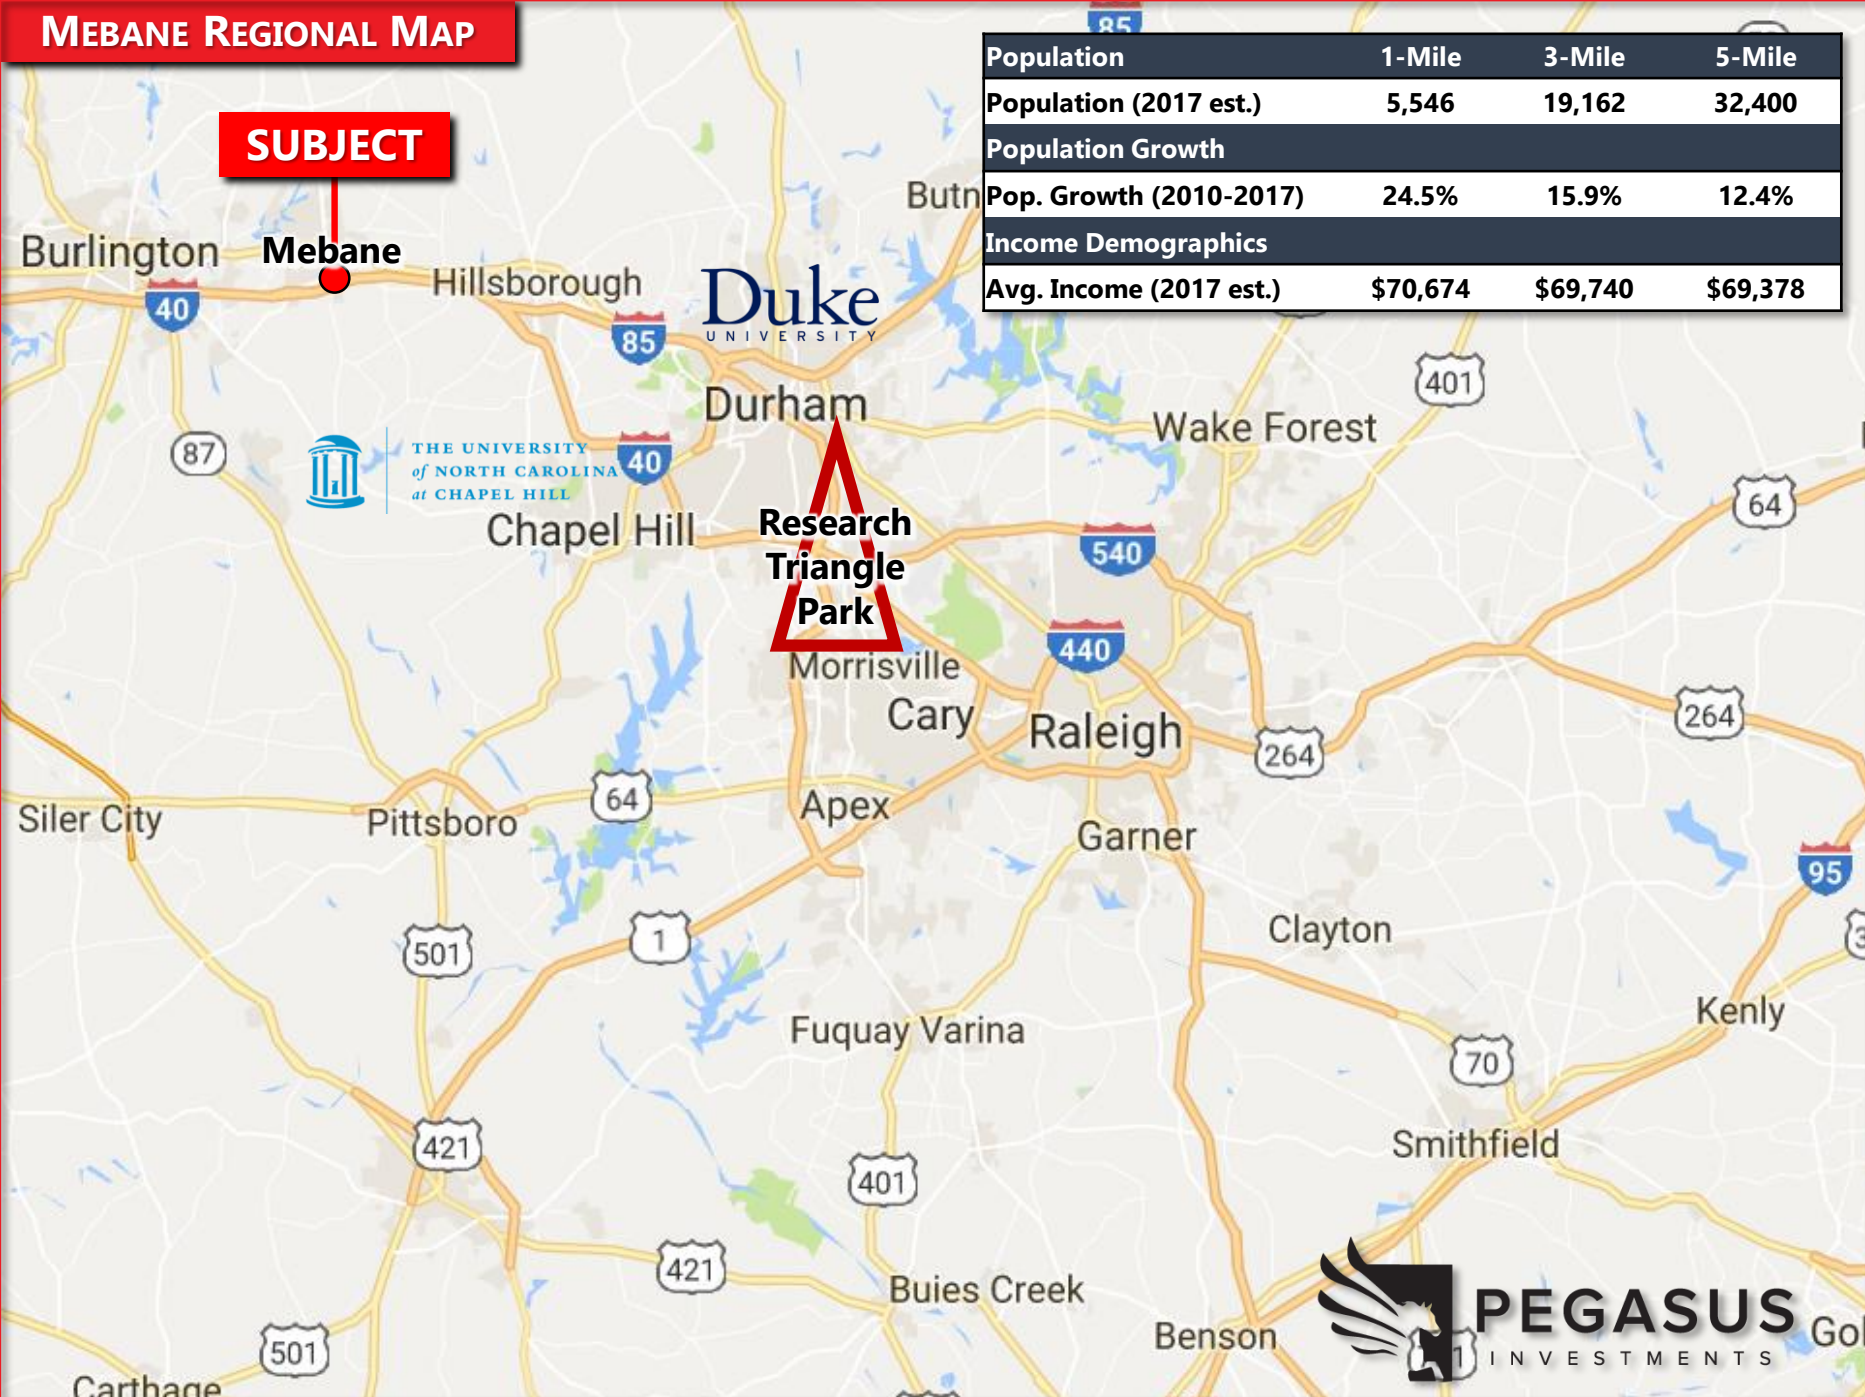 MEBANE REGIONAL MAP
85
Population 1-Mile 3-Mile 5-Mile
Population (2017 est.) 5,546 19,162 32,400
Population Growth
Pop. Growth (2010-2017) 24.5% 15.9% 12.4%
Income Demographics
Avg. Income (2017 est.) $70,674 $69,740 $69,378
SUBJECT
Butn
Burlington
Mebane
Hillsborough
40
Duke
UNIVERSITY
85
401
Durham
Wake Forest
87
THE UNIVERSITY
of NORTH CAROLINA
at CHAPEL HILL
40
64
Chapel Hill
Research
Triangle
Park
540
440
Morrisville
Cary
Raleigh
264
264
64
Siler City
Pittsboro
Apex
Garner
95
501
1
Clayton
3
Kenly
Fuquay Varina
70
421
Smithfield
401
421
Buies Creek
501
Benson
1
PEGASUS
INVESTMENTS
Gol
Carthage